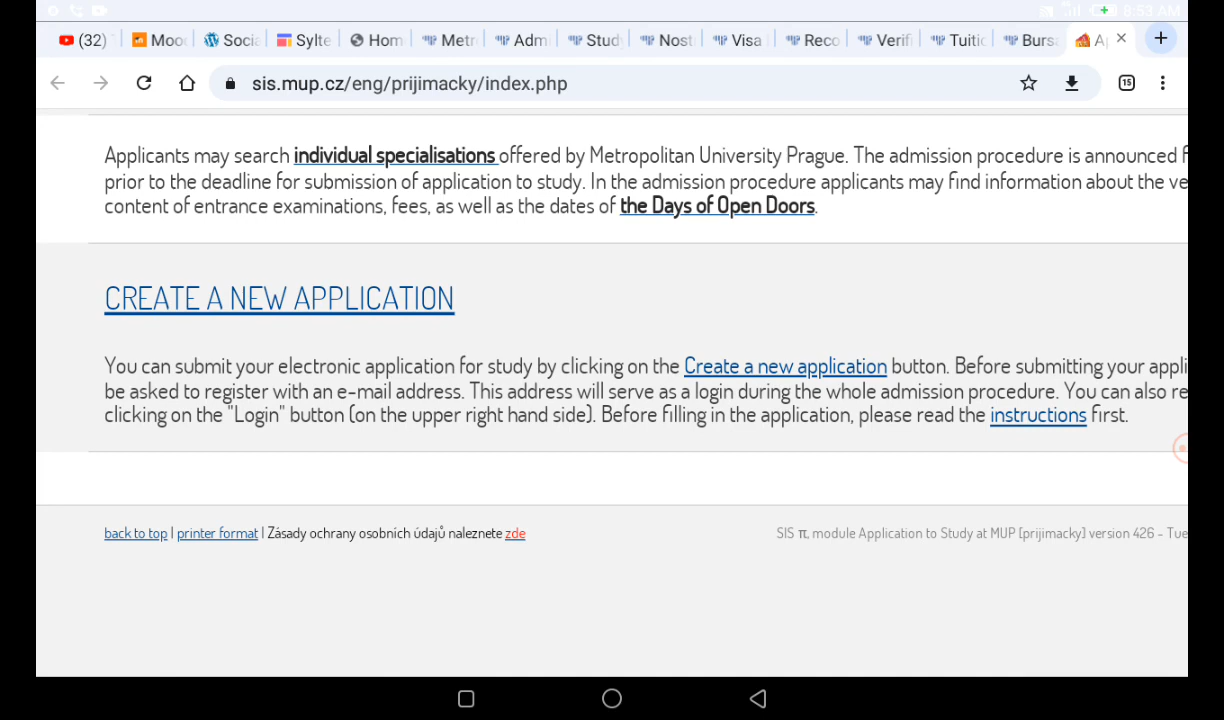 8:53 AM
(32)
Moo
Socia
Sylte
Hom
Metr
Adm
Stud
Nost
Visa
Reco
Verifi
Tuitio
Bursa
Ap
sis.mup.cz/eng/prijimacky/index.php
15
Applicants may search individual specialisations offered by Metropolitan University Prague. The admission procedure is announced f
prior to the deadline for submission of application to study. In the admission procedure applicants may find information about the ve
content of entrance examinations, fees, as well as the dates of the Days of Open Doors.
CREATE A NEW APPLICATION
You can submit your electronic application for study by clicking on the Create a new application button. Before submitting your appli
be asked to register with an e-mail address. This address will serve as a login during the whole admission procedure. You can also re
clicking on the "Login" button (on the upper right hand side). Before filling in the application, please read the instructions first.
back to top | printer format | Zásady ochrany osobních údajů naleznete zde
SIS π, module Application to Study at MUP [prijimacky] version 426 - Tue